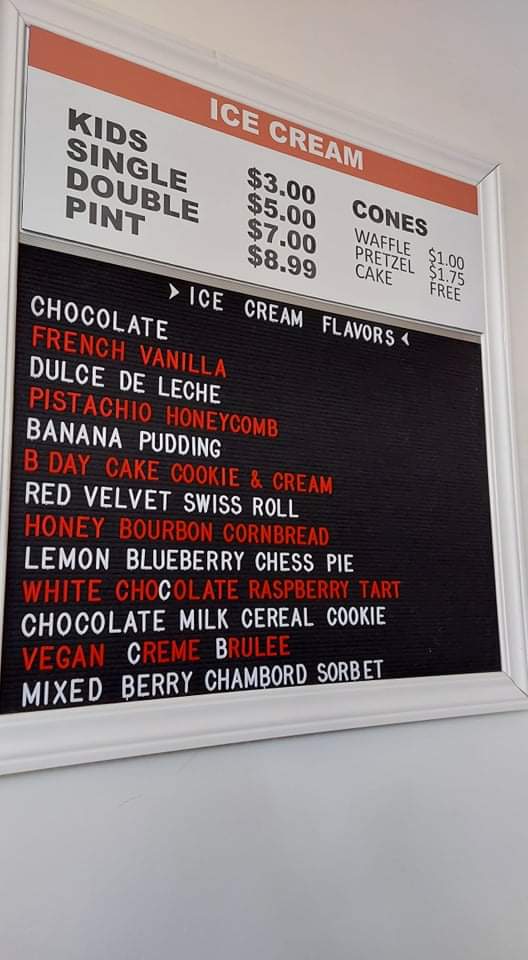 ICE CREAM
KIDS $3.00
SINGLE $5.00
DOUBLE $7.00
PINT $8.99
CONES
WAFFLE $1.00
PRETZEL $1.75
CAKE FREE
> ICE CREAM FLAVORS <
CHOCOLATE
FRENCH VANILLA
DULCE DE LECHE
PISTACHIO HONEYCOMB
BANANA PUDDING
B DAY CAKE COOKIE & CREAM
RED VELVET SWISS ROLL
HONEY BOURBON CORNBREAD
LEMON BLUEBERRY CHESS PIE
WHITE CHOCOLATE RASPBERRY TART
CHOCOLATE MILK CEREAL COOKIE
VEGAN CREME BRULEE
MIXED BERRY CHAMBORD SORBET